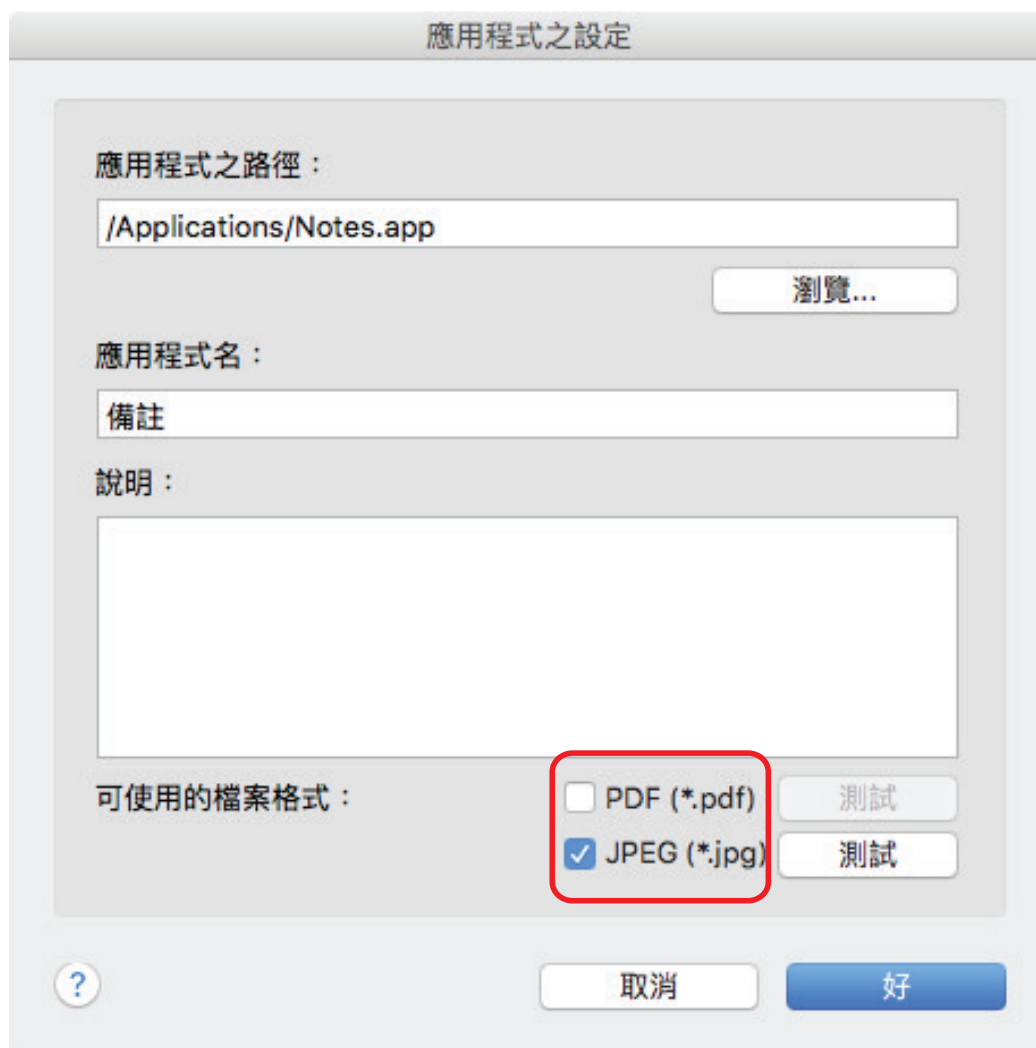 應用程式之設定
應用程式之路徑：
/Applications/Notes.app
瀏覽...
應用程式名：
備註
說明：
可使用的檔案格式： PDF (*.pdf) 測試
JPEG (*.jpg) 測試
? 取消 好